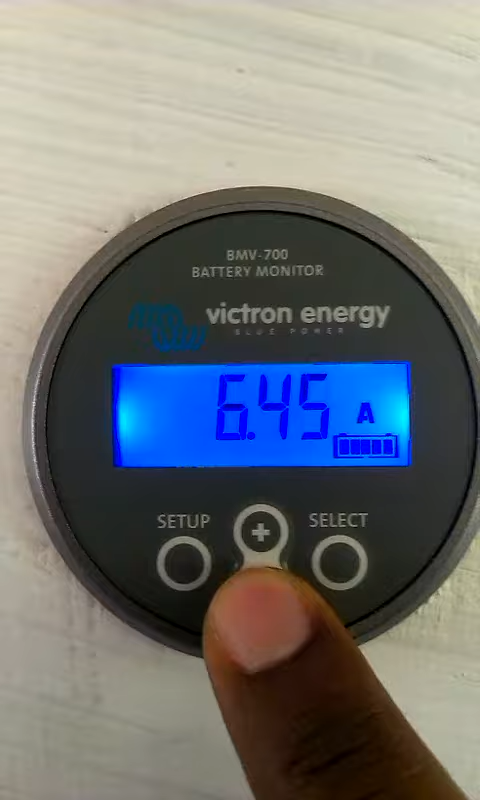 BMV-700
BATTERY MONITOR
victron energy
BLUE POWER
6.45 A
SETUP + SELECT